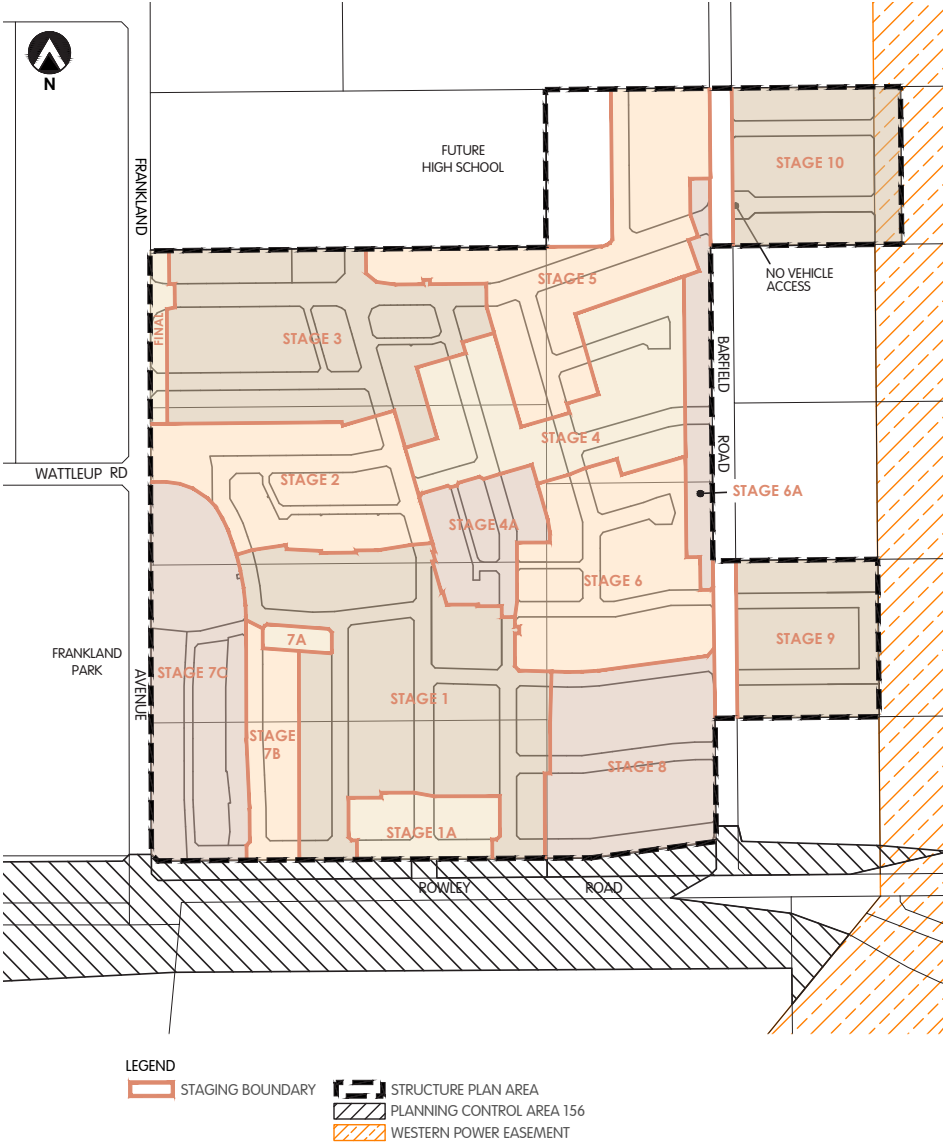 N
FUTURE
HIGH SCHOOL
STAGE 10
FRANKLAND
NO VEHICLE
ACCESS
STAGE 5
FINAL
STAGE 3
BARFIELD
STAGE 4
ROAD
WATTLEUP RD
STAGE 2
STAGE 6A
STAGE 4A
STAGE 6
7A
STAGE 9
FRANKLAND
PARK
STAGE 7C
AVENUE
STAGE 1
STAGE
7B
STAGE 8
STAGE 1A
ROWLEY ROAD
LEGEND
STAGING BOUNDARY
STRUCTURE PLAN AREA
PLANNING CONTROL AREA 156
WESTERN POWER EASEMENT